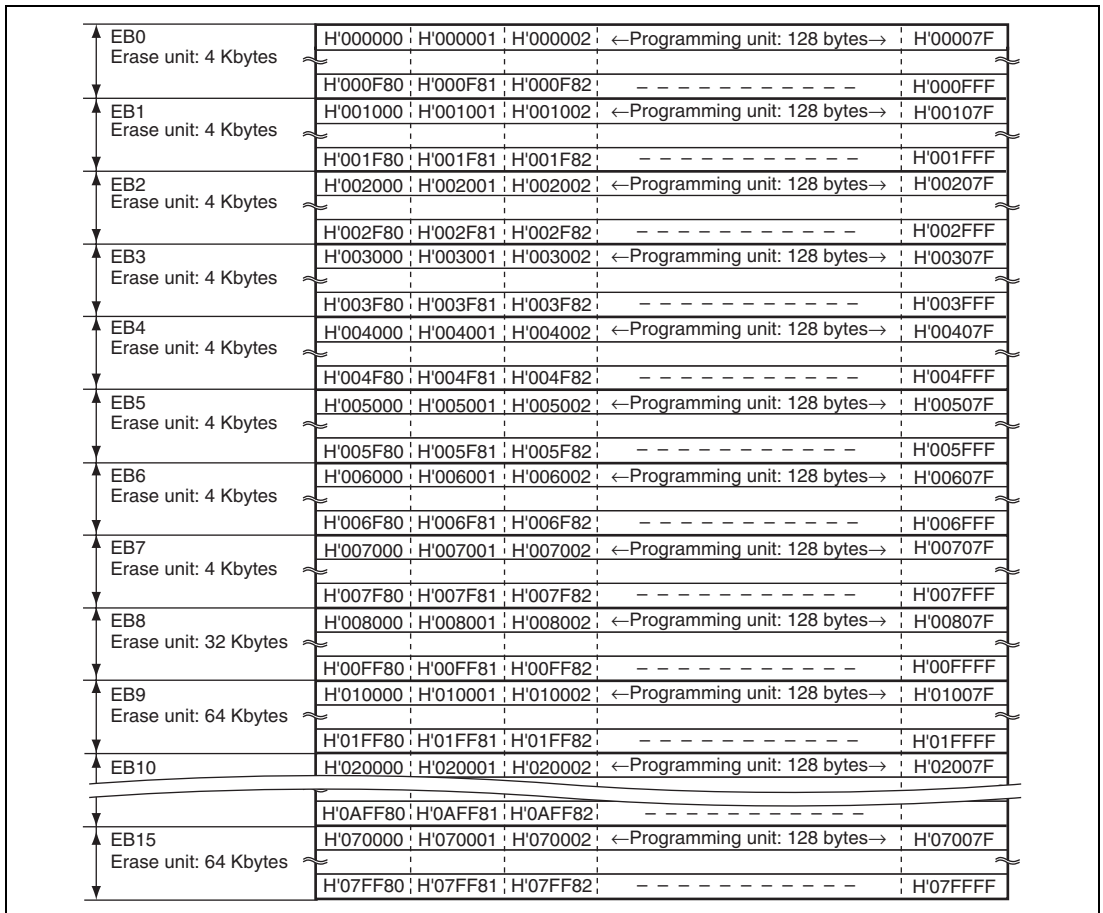 EB0 H'000000 H'000001 H'000002 ←Programming unit: 128 bytes→ H'00007F
Erase unit: 4 Kbytes
H'000F80 H'000F81 H'000F82 – – – – – – – – – – – H'000FFF
EB1 H'001000 H'001001 H'001002 ←Programming unit: 128 bytes→ H'00107F
Erase unit: 4 Kbytes
H'001F80 H'001F81 H'001F82 – – – – – – – – – – – H'001FFF
EB2 H'002000 H'002001 H'002002 ←Programming unit: 128 bytes→ H'00207F
Erase unit: 4 Kbytes
H'002F80 H'002F81 H'002F82 – – – – – – – – – – – H'002FFF
EB3 H'003000 H'003001 H'003002 ←Programming unit: 128 bytes→ H'00307F
Erase unit: 4 Kbytes
H'003F80 H'003F81 H'003F82 – – – – – – – – – – – H'003FFF
EB4 H'004000 H'004001 H'004002 ←Programming unit: 128 bytes→ H'00407F
Erase unit: 4 Kbytes
H'004F80 H'004F81 H'004F82 – – – – – – – – – – – H'004FFF
EB5 H'005000 H'005001 H'005002 ←Programming unit: 128 bytes→ H'00507F
Erase unit: 4 Kbytes
H'005F80 H'005F81 H'005F82 – – – – – – – – – – – H'005FFF
EB6 H'006000 H'006001 H'006002 ←Programming unit: 128 bytes→ H'00607F
Erase unit: 4 Kbytes
H'006F80 H'006F81 H'006F82 – – – – – – – – – – – H'006FFF
EB7 H'007000 H'007001 H'007002 ←Programming unit: 128 bytes→ H'00707F
Erase unit: 4 Kbytes
H'007F80 H'007F81 H'007F82 – – – – – – – – – – – H'007FFF
EB8 H'008000 H'008001 H'008002 ←Programming unit: 128 bytes→ H'00807F
Erase unit: 32 Kbytes
H'00FF80 H'00FF81 H'00FF82 – – – – – – – – – – – H'00FFFF
EB9 H'010000 H'010001 H'010002 ←Programming unit: 128 bytes→ H'01007F
Erase unit: 64 Kbytes
H'01FF80 H'01FF81 H'01FF82 – – – – – – – – – – – H'01FFFF
EB10 H'020000 H'020001 H'020002 ←Programming unit: 128 bytes→ H'02007F
H'0AFF80 H'0AFF81 H'0AFF82 – – – – – – – – – – –
EB15 H'070000 H'070001 H'070002 ←Programming unit: 128 bytes→ H'07007F
Erase unit: 64 Kbytes
H'07FF80 H'07FF81 H'07FF82 – – – – – – – – – – – H'07FFFF